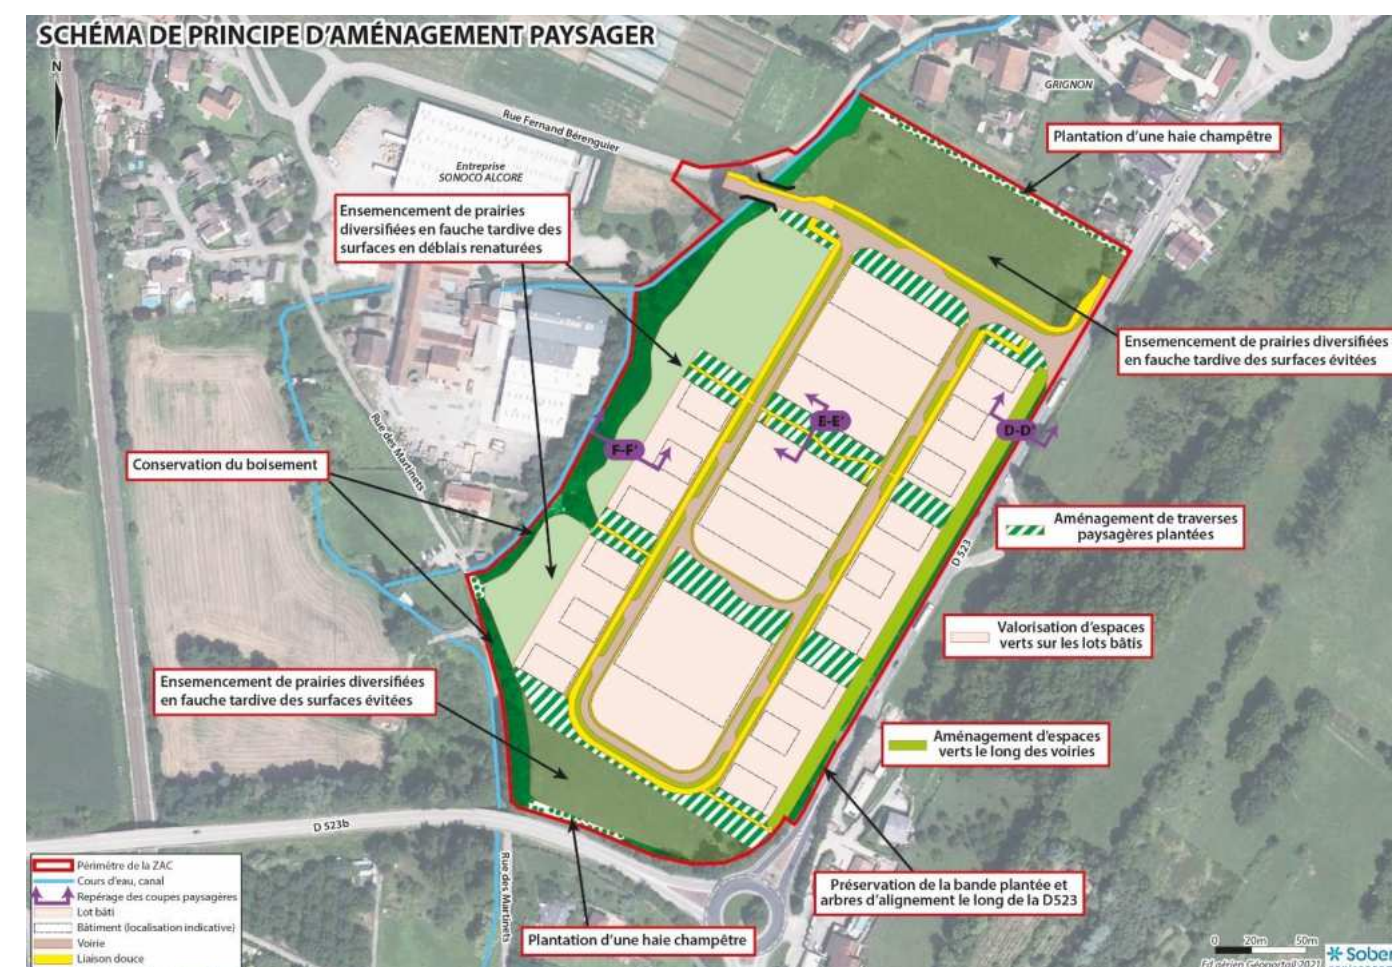 SCHÉMA DE PRINCIPE D'AMÉNAGEMENT PAYSAGER
N
GRIGNON
Rue Fernand Bérenguier
Plantation d'une haie champêtre
Entreprise
SONOCO ALCORE
Ensemencement de prairies
diversifiées en fauche tardive des
surfaces en déblais renaturées
Ensemencement de prairies diversifiées
en fauche tardive des surfaces évitées
Rue des Martinets
E-E'
D-D'
F-F'
Conservation du boisement
Aménagement de traverses
paysagères plantées
D 523
Valorisation d'espaces
verts sur les lots bâtis
Ensemencement de prairies diversifiées
en fauche tardive des surfaces évitées
Aménagement d'espaces
verts le long des voiries
D 523b
Rue des Martinets
Préservation de la bande plantée et
arbres d'alignement le long de la D523
Plantation d'une haie champêtre
Périmètre de la ZAC
Cours d'eau, canal
Repérage des coupes paysagères
Lot bâti
Bâtiment (localisation indicative)
Voirie
Liaison douce
0 20m 50m
Fd aérien Géoportail 2021
Sober